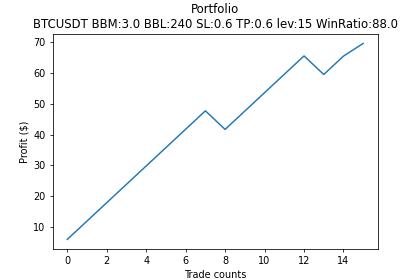 Portfolio
BTCUSDT BBM:3.0 BBL:240 SL:0.6 TP:0.6 lev:15 WinRatio:88.0
70
60
50
40
30
20
10
Profit ($)
0 2 4 6 8 10 12 14
Trade counts